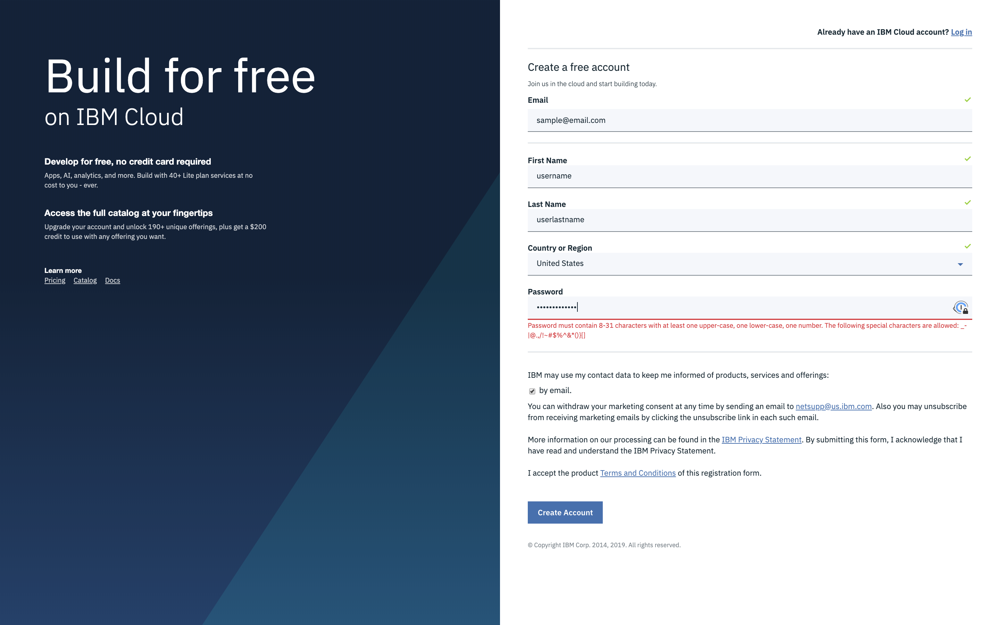 Build for free
on IBM Cloud
Develop for free, no credit card required
Apps, AI, analytics, and more. Build with 40+ Lite plan services at no
cost to you - ever.
Access the full catalog at your fingertips
Upgrade your account and unlock 190+ unique offerings, plus get a $200
credit to use with any offering you want.
Learn more
Pricing Catalog Docs
Already have an IBM Cloud account? Log in
Create a free account
Join us in the cloud and start building today.
Email
sample@email.com
First Name
username
Last Name
userlastname
Country or Region
United States
Password
•••••••••••••
Password must contain 8-31 characters with at least one upper-case, one lower-case, one number. The following special characters are allowed: _-
|@.,/!~#$%^&*()}[]
IBM may use my contact data to keep me informed of products, services and offerings:
by email.
You can withdraw your marketing consent at any time by sending an email to netsupp@us.ibm.com. Also you may unsubscribe
from receiving marketing emails by clicking the unsubscribe link in each such email.
More information on our processing can be found in the IBM Privacy Statement. By submitting this form, I acknowledge that I
have read and understand the IBM Privacy Statement.
I accept the product Terms and Conditions of this registration form.
Create Account
© Copyright IBM Corp. 2014, 2019. All rights reserved.